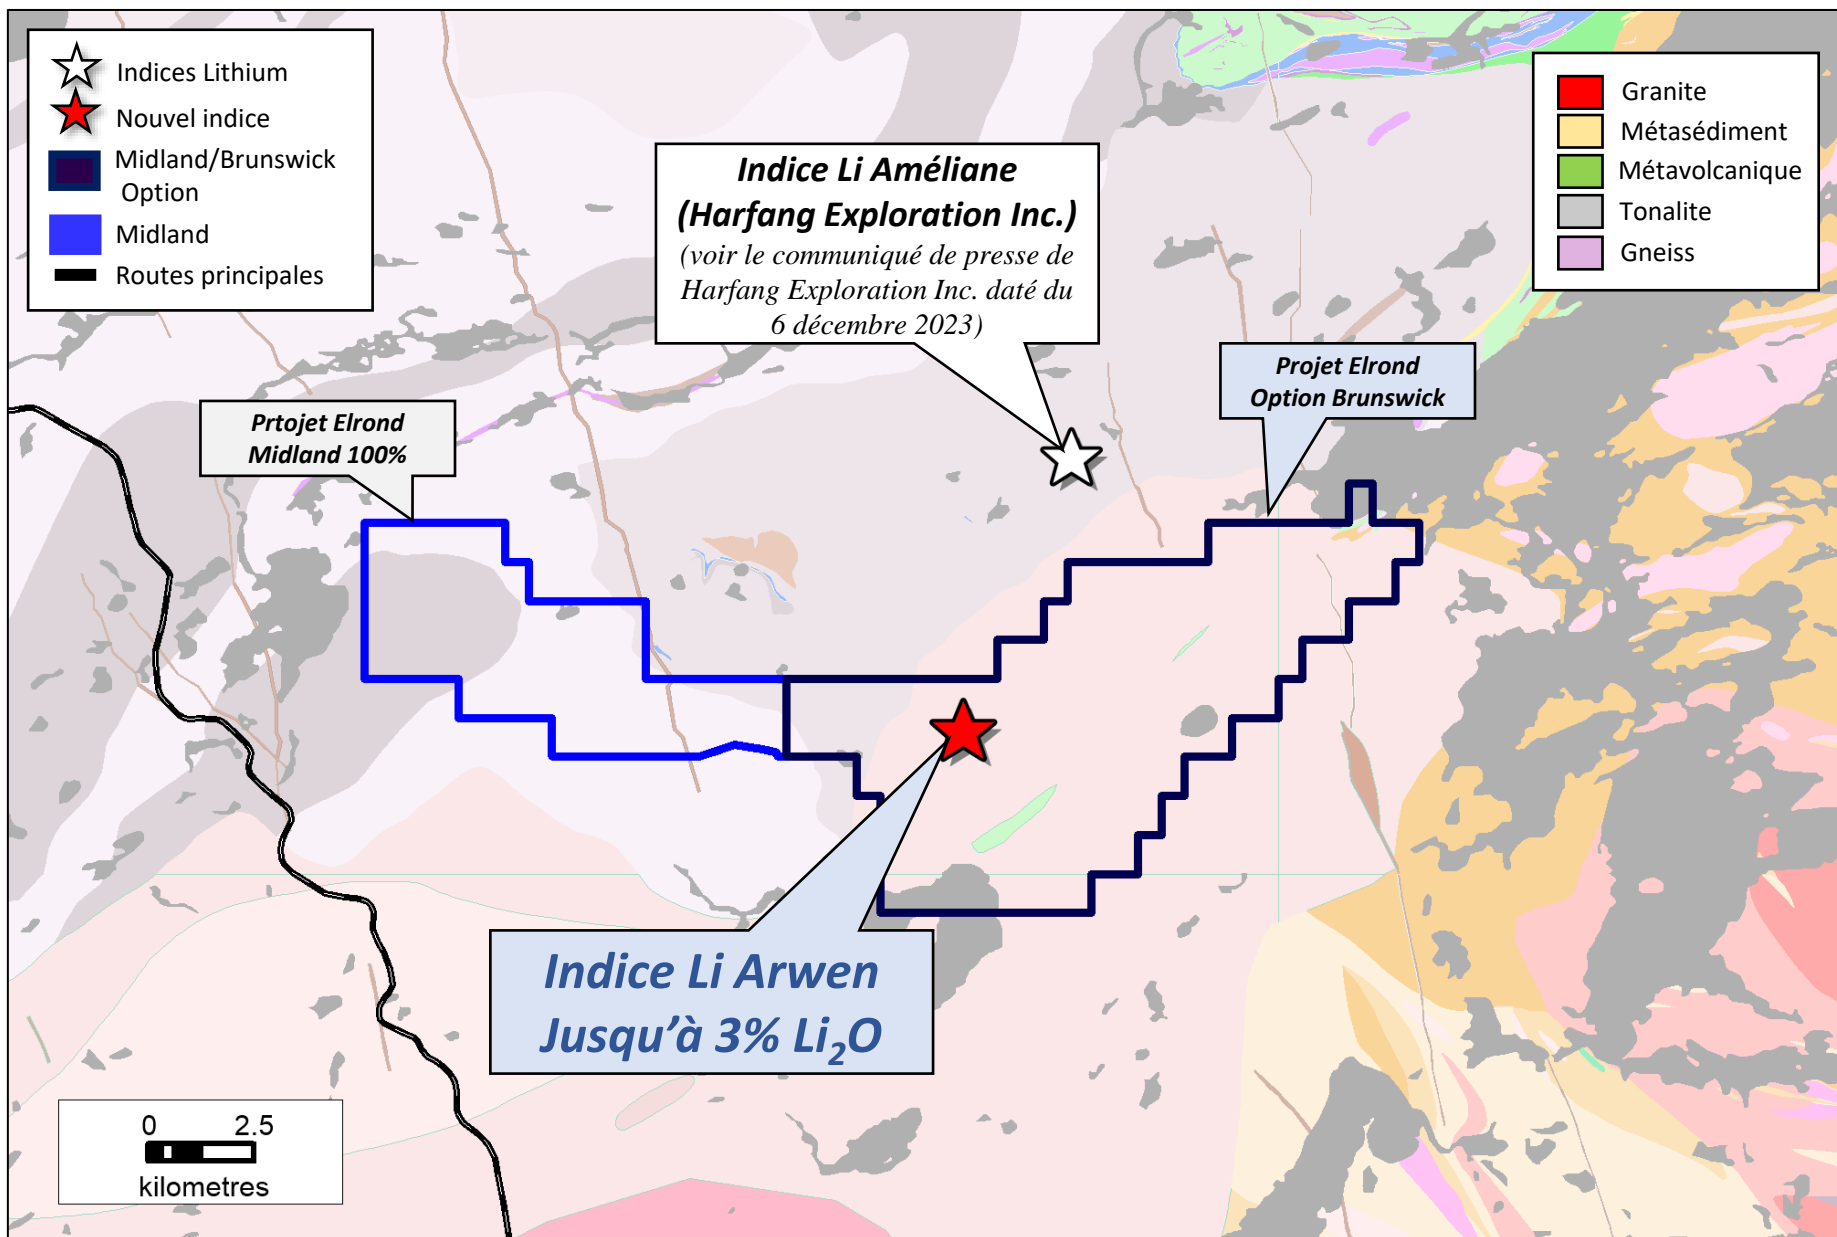 Indices Lithium
Nouvel indice
Midland/Brunswick
Option
Midland
Routes principales
Granite
Métasédiment
Métavolcanique
Tonalite
Gneiss
Indice Li Améliane
(Harfang Exploration Inc.)
(voir le communiqué de presse de
Harfang Exploration Inc. daté du
6 décembre 2023)
Projet Elrond
Option Brunswick
Prtojet Elrond
Midland 100%
Indice Li Arwen
Jusqu’à 3% Li₂O
0 2.5
kilometres